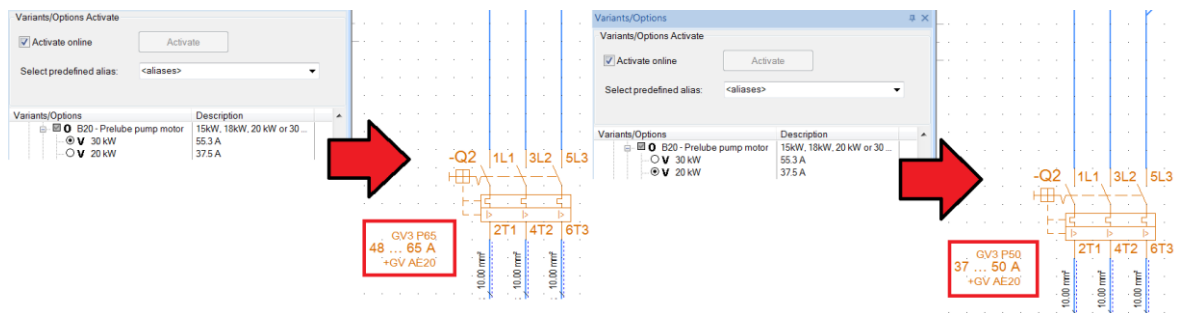 Variants/Options Activate
Activate online
Activate
Select predefined alias:
<aliases>
Variants/Options
Description
O B20 - Prelube pump motor
15kW, 18kW, 20 kW or 30 ...
V 30 kW
55.3 A
V 20 kW
37.5 A
-Q2
1L1
3L2
5L3
2T1
4T2
6T3
GV3 P65
48 ... 65 A
+GV AE20
10.00 mm²
10.00 mm²
10.00 mm²
Variants/Options
Variants/Options Activate
Activate online
Activate
Select predefined alias:
<aliases>
Variants/Options
Description
O B20 - Prelube pump motor
15kW, 18kW, 20 kW or 30 ...
V 30 kW
55.3 A
V 20 kW
37.5 A
-Q2
1L1
3L2
5L3
2T1
4T2
6T3
GV3 P50
37 ... 50 A
+GV AE20
10.00 mm²
10.00 mm²
10.00 mm²